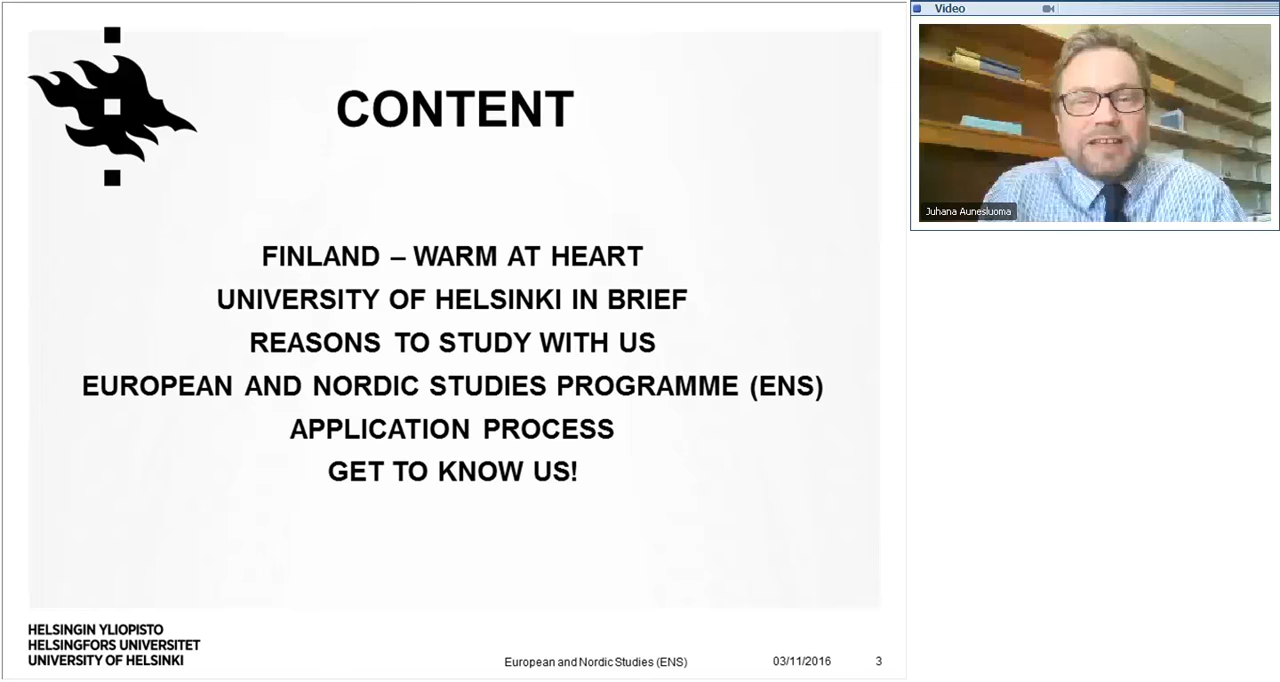 CONTENT
FINLAND – WARM AT HEART
UNIVERSITY OF HELSINKI IN BRIEF
REASONS TO STUDY WITH US
EUROPEAN AND NORDIC STUDIES PROGRAMME (ENS)
APPLICATION PROCESS
GET TO KNOW US!
HELSINGIN YLIOPISTO
HELSINGFORS UNIVERSITET
UNIVERSITY OF HELSINKI
European and Nordic Studies (ENS)
03/11/2016
3
Video
Juhana Aunesluoma